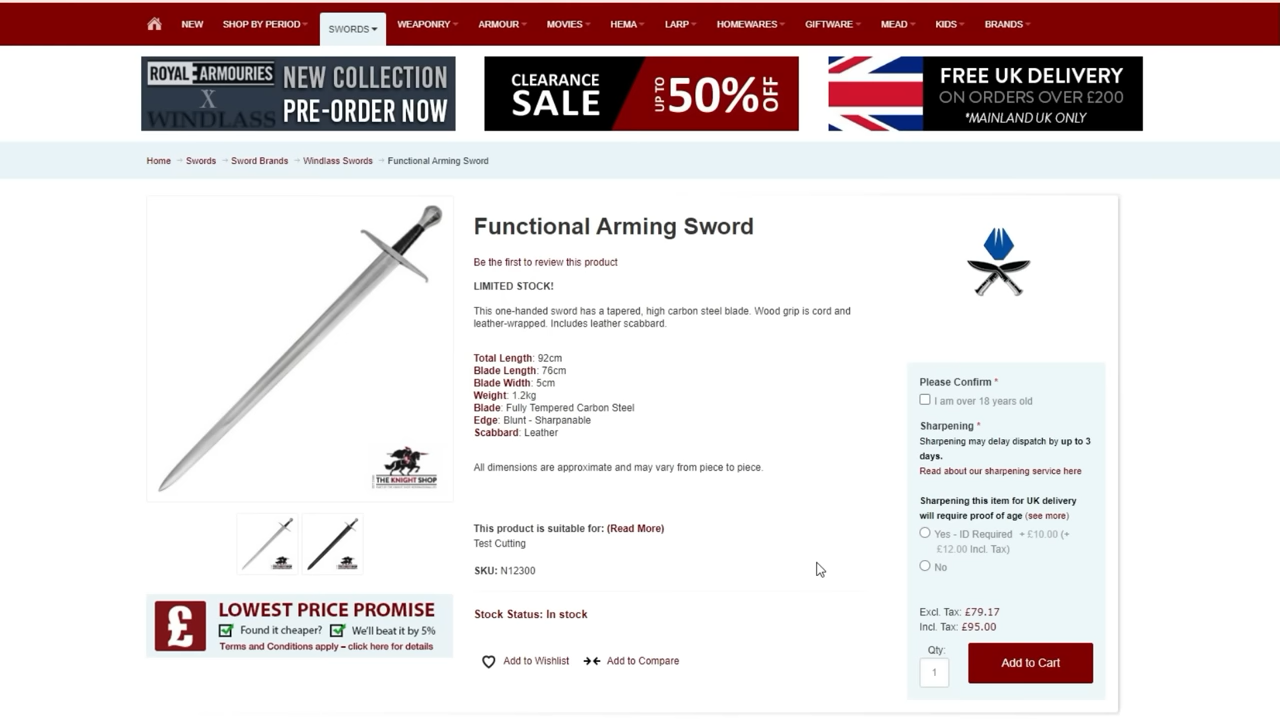 NEW SHOP BY PERIOD SWORDS WEAPONRY ARMOUR MOVIES HEMA LARP HOMEWARES GIFTWARE MEAD KIDS BRANDS
ROYAL ARMOURIES
X
WINDLASS
NEW COLLECTION
PRE-ORDER NOW
CLEARANCE
SALE
UP TO
50%
OFF
FREE UK DELIVERY
ON ORDERS OVER £200
*MAINLAND UK ONLY
Home Swords Sword Brands Windlass Swords Functional Arming Sword
THE KNIGHT SHOP
Functional Arming Sword
Be the first to review this product
LIMITED STOCK!
This one-handed sword has a tapered, high carbon steel blade. Wood grip is cord and
leather-wrapped. Includes leather scabbard.
Total Length: 92cm
Blade Length: 76cm
Blade Width: 5cm
Weight: 1.2kg
Blade: Fully Tempered Carbon Steel
Edge: Blunt - Sharpanable
Scabbard: Leather
All dimensions are approximate and may vary from piece to piece.
This product is suitable for: (Read More)
Test Cutting
SKU: N12300
Stock Status: In stock
Add to Wishlist Add to Compare
£
LOWEST PRICE PROMISE
Found it cheaper? We'll beat it by 5%
Terms and Conditions apply – click here for details
Please Confirm *
I am over 18 years old
Sharpening *
Sharpening may delay dispatch by up to 3
days.
Read about our sharpening service here
Sharpening this item for UK delivery
will require proof of age (see more)
Yes - ID Required + £10.00 (+
£12.00 Incl. Tax)
No
Excl. Tax: £79.17
Incl. Tax: £95.00
Qty:
1
Add to Cart